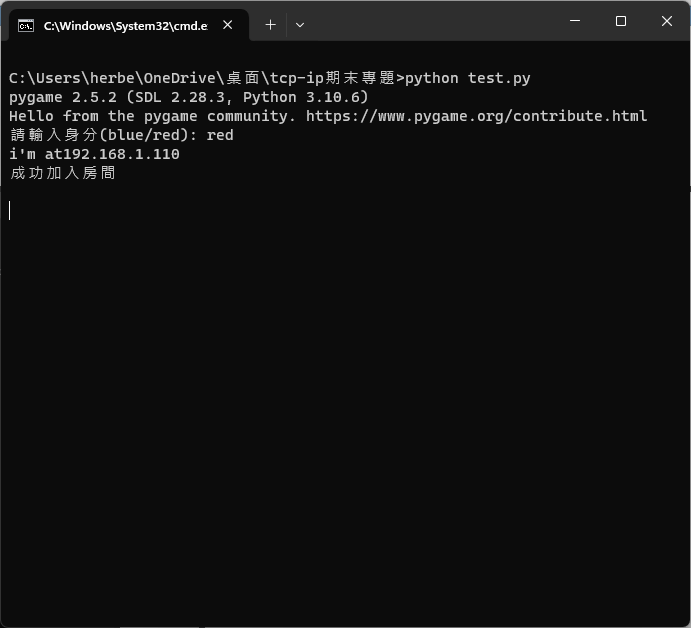 C:\Windows\System32\cmd.e
C:\Users\herbe\OneDrive\桌面\tcp-ip期末專題>python test.py
pygame 2.5.2 (SDL 2.28.3, Python 3.10.6)
Hello from the pygame community. https://www.pygame.org/contribute.html
請輸入身分(blue/red): red
i'm at192.168.1.110
成功加入房間